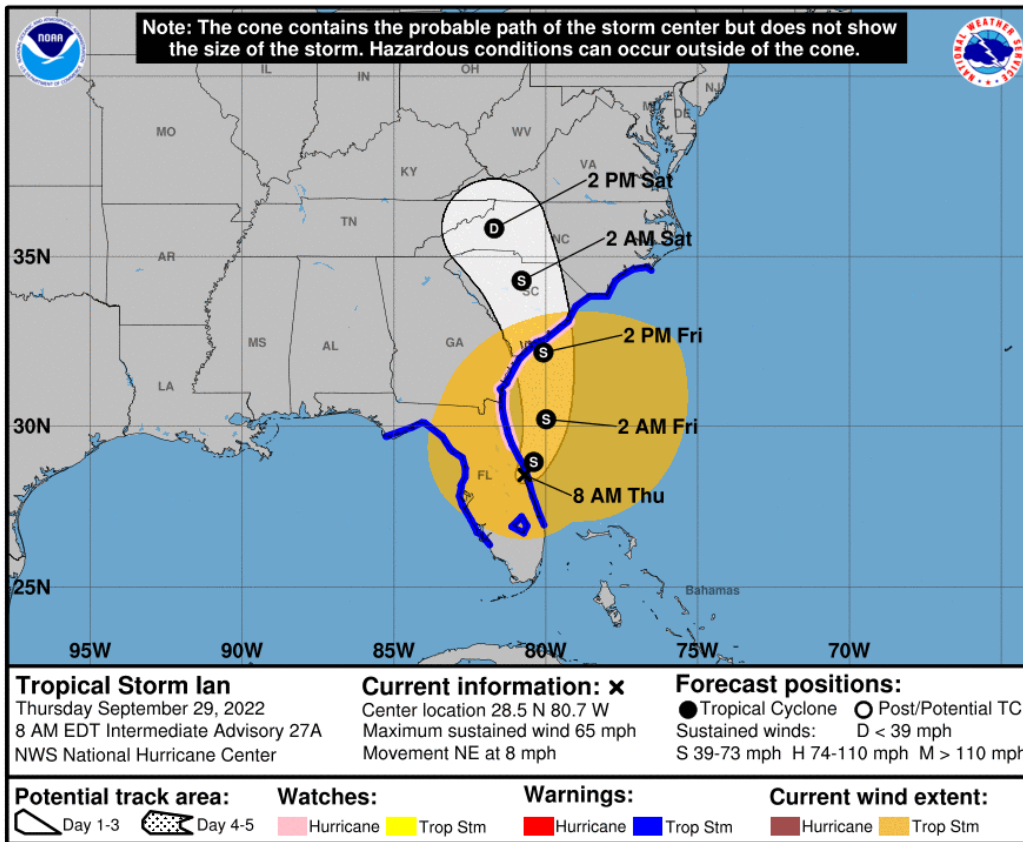 Note: The cone contains the probable path of the storm center but does not show
the size of the storm. Hazardous conditions can occur outside of the cone.
NOAA
NATIONAL WEATHER SERVICE
IL
IN
OH
NJ
DE
MO
WV
VA
KY
2 PM Sat
D
TN
NC
2 AM Sat
35N
AR
S
SC
MS
AL
GA
2 PM Fri
S
LA
30N
S
2 AM Fri
S
FL
8 AM Thu
25N
Bahamas
95W
90W
85W
80W
75W
70W
Tropical Storm Ian
Thursday September 29, 2022
8 AM EDT Intermediate Advisory 27A
NWS National Hurricane Center
Current information: ×
Center location 28.5 N 80.7 W
Maximum sustained wind 65 mph
Movement NE at 8 mph
Forecast positions:
Tropical Cyclone Post/Potential TC
Sustained winds: D < 39 mph
S 39-73 mph H 74-110 mph M > 110 mph
Potential track area:
Day 1-3 Day 4-5
Watches:
Hurricane Trop Stm
Warnings:
Hurricane Trop Stm
Current wind extent:
Hurricane Trop Stm